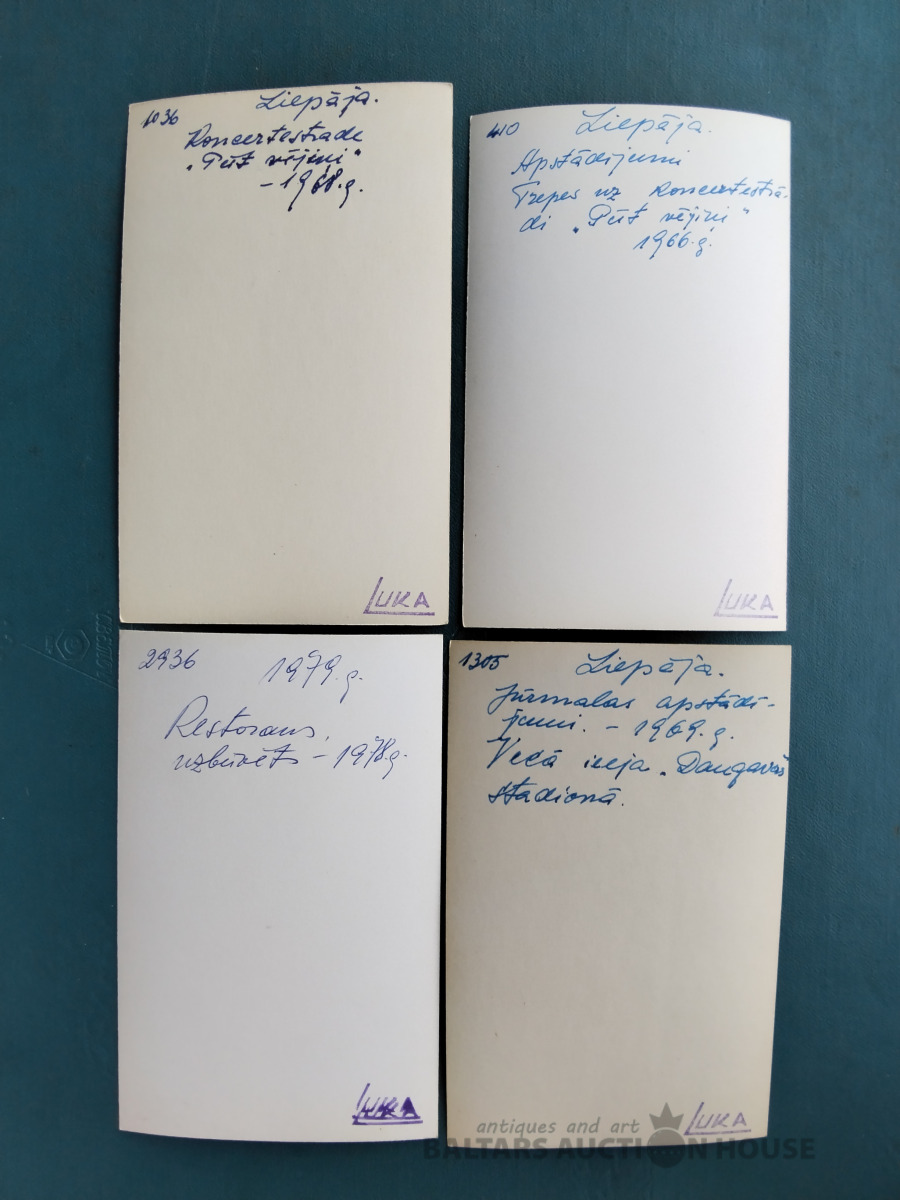 1036
Liepāja.
Koncertestrade
„Pūt vējiņi"
- 1968.g.
LUKA
410
Liepāja.
Apstādījumi
Trepes uz koncertestrā-
di „Pūt vējiņi"
1966.g.
LUKA
2936
1979.g.
Restorans,
uzbūvēts - 1978g.
LUKA
1305
Liepāja.
Jūrmalas apstādī-
jumi. - 1969.g.
Vecā ieeja „Daugavas
stadionā.
LUKA
antiques and art
BALTARS AUCTION HOUSE